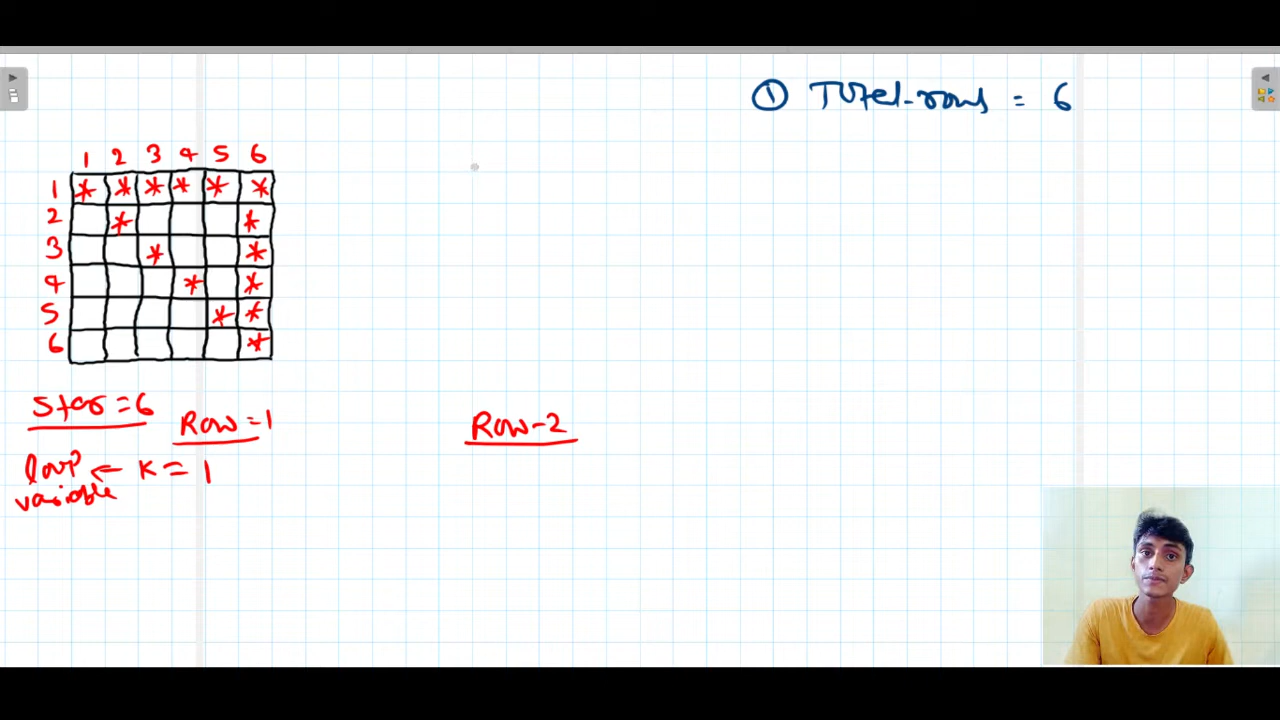 ① Total-rows = 6
1 2 3 4 5 6
1 * * * * * *
2 * *
3 * *
4 * *
5 * *
6 *
Star = 6
Row = 1
Row-2
loop ← K = 1
variable